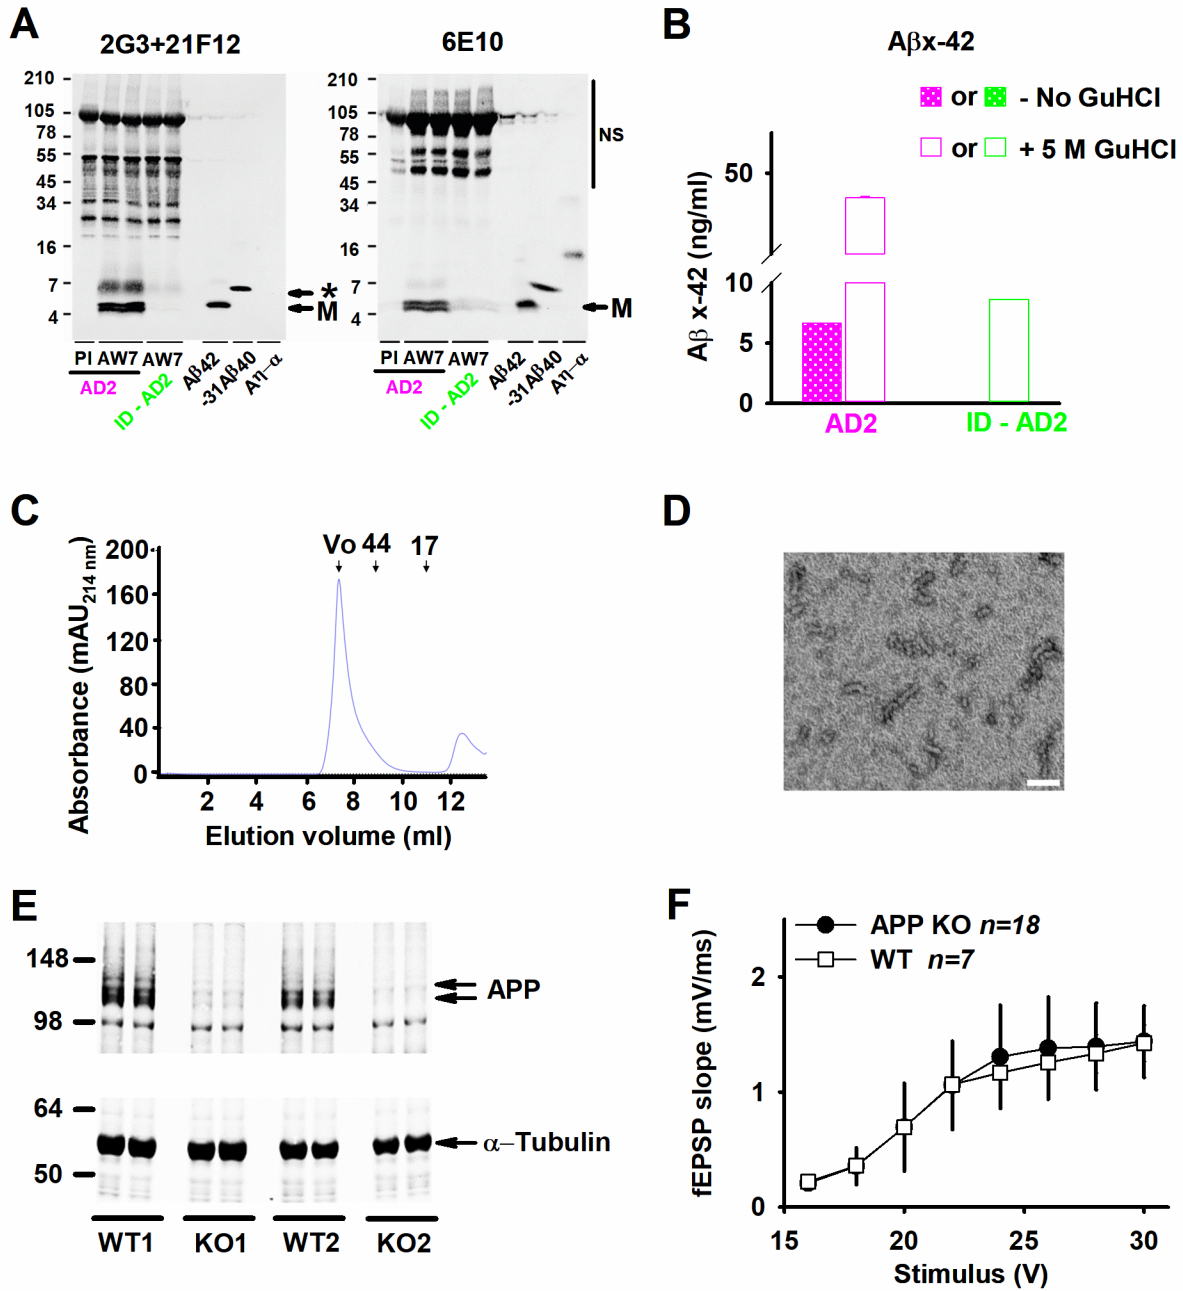 A
2G3+21F12
6E10
210
105
78
55
45
34
16
7
4
*
M
PI AW7 AW7
AD2
ID - AD2
Aβ42
-31Aβ40
Aη-α
210
105
78
55
45
34
16
7
4
NS
M
PI AW7 AW7
AD2
ID - AD2
Aβ42
-31Aβ40
Aη-α
B
Aβx-42
or - No GuHCl
or + 5 M GuHCl
Aβ x-42 (ng/ml)
50
10
5
0
AD2
ID - AD2
C
Absorbance (mAU214 nm)
200
160
120
80
40
0
Vo 44 17
2 4 6 8 10 12
Elution volume (ml)
D
E
148
98
APP
64
50
α-Tubulin
WT1 KO1 WT2 KO2
F
APP KO n=18
WT n=7
fEPSP slope (mV/ms)
2
1
0
15 20 25 30
Stimulus (V)